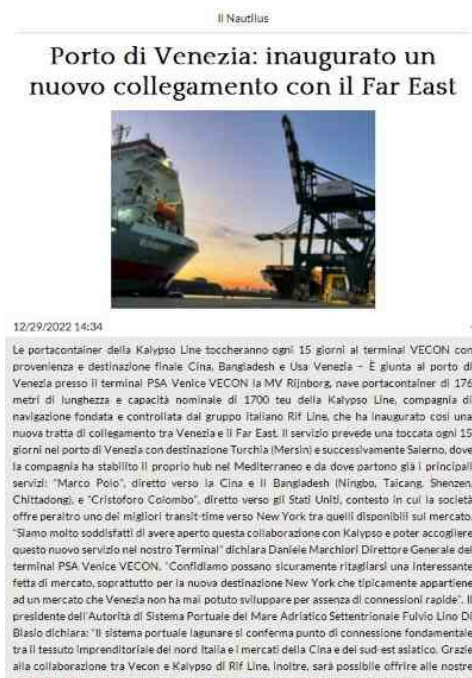 Il Nautilus
Porto di Venezia: inaugurato un
nuovo collegamento con il Far East
12/29/2022 14:34
Le portacontainer della Kalypso Line toccheranno ogni 15 giorni al terminal VECON con
provenienza e destinazione finale Cina, Bangladesh e Usa Venezia – È giunta al porto di
Venezia presso il terminal PSA Venice VECON la MV Rijnborg, nave portacontainer di 176
metri di lunghezza e capacità nominale di 1700 teu della Kalypso Line, compagnia di
navigazione fondata e controllata dal gruppo italiano Rif Line, che ha inaugurato così una
nuova tratta di collegamento tra Venezia e il Far East. Il servizio prevede una toccata ogni 15
giorni nel porto di Venezia con destinazione Turchia (Mersin) e successivamente Salerno, dove
la compagnia ha stabilito il proprio hub nel Mediterraneo e da dove partono già i principali
servizi: "Marco Polo", diretto verso la Cina e il Bangladesh (Ningbo, Taicang, Shenzen,
Chittadong), e "Cristoforo Colombo", diretto verso gli Stati Uniti, contesto in cui la società
offre peraltro uno dei migliori transit-time verso New York tra quelli disponibili sul mercato.
"Siamo molto soddisfatti di avere aperto questa collaborazione con Kalypso e poter accogliere
questo nuovo servizio nel nostro Terminal" dichiara Daniele Marchiori Direttore Generale del
terminal PSA Venice VECON. "Confidiamo possano sicuramente ritagliarsi una interessante
fetta di mercato, soprattutto per la nuova destinazione New York che tipicamente appartiene
ad un mercato che Venezia non ha mai potuto sviluppare per assenza di connessioni rapide". Il
presidente dell'Autorità di Sistema Portuale del Mare Adriatico Settentrionale Fulvio Lino Di
Blasio dichiara: "Il sistema portuale lagunare si conferma punto di connessione fondamentale
tra il tessuto imprenditoriale del nord Italia e i mercati della Cina e del sud-est asiatico. Grazie
alla collaborazione tra Vecon e Kalypso di Rif Line, inoltre, sarà possibile offrire alle nostre